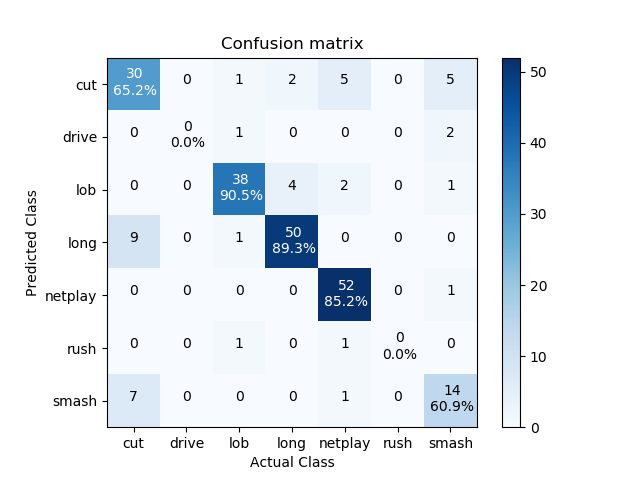 Confusion matrix
Predicted Class
cut 30 0 1 2 5 0 5
65.2%
drive 0 0 1 0 0 0 2
0.0%
lob 0 0 38 4 2 0 1
90.5%
long 9 0 1 50 0 0 0
89.3%
netplay 0 0 0 0 52 0 1
85.2%
rush 0 0 1 0 1 0 0
0.0%
smash 7 0 0 0 1 0 14
60.9%
cut drive lob long netplay rush smash
Actual Class
50
40
30
20
10
0